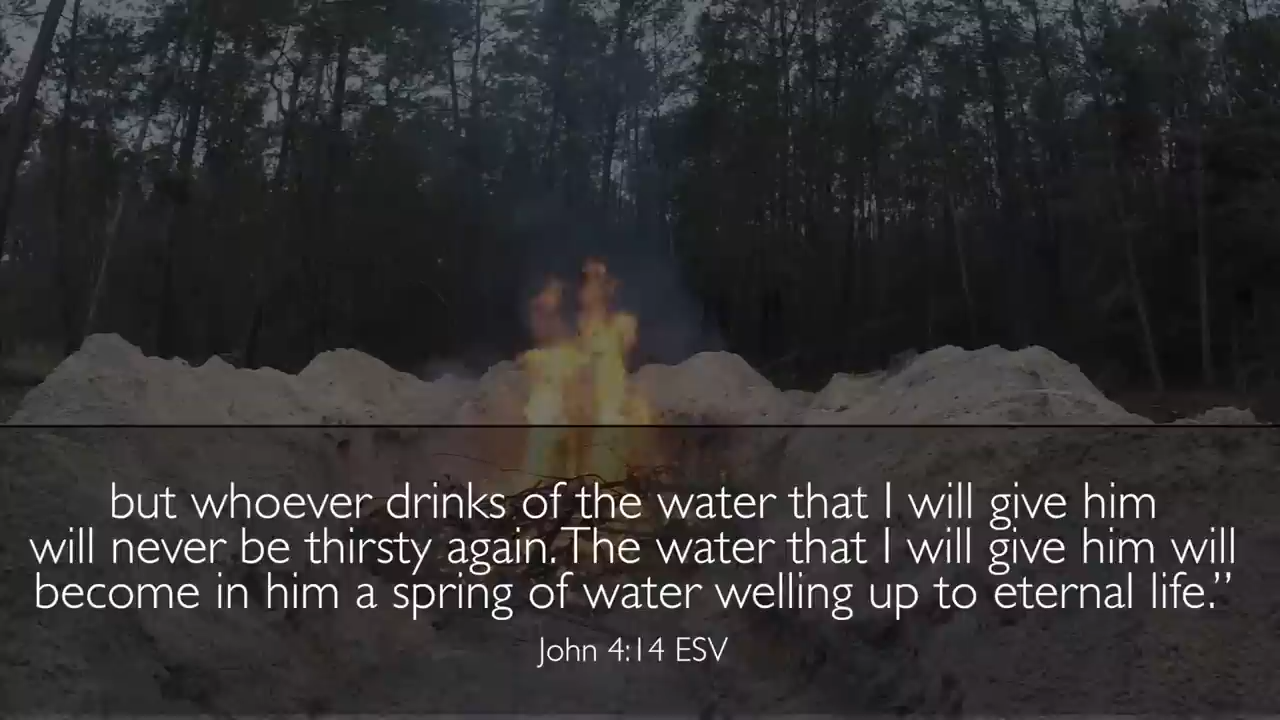 but whoever drinks of the water that I will give him
will never be thirsty again. The water that I will give him will
become in him a spring of water welling up to eternal life.”
John 4:14 ESV